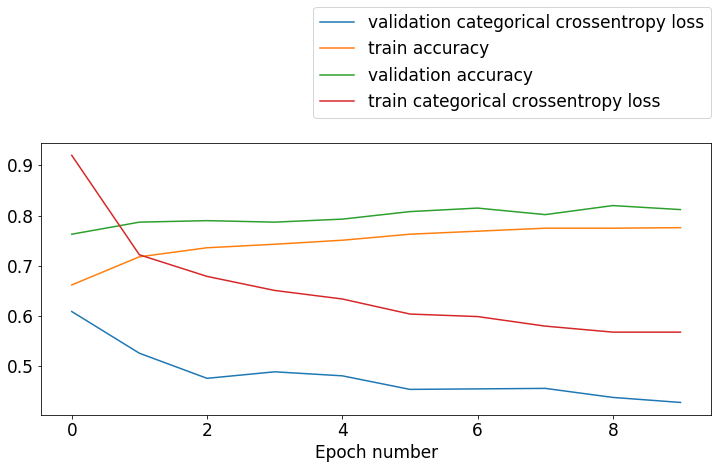 validation categorical crossentropy loss
train accuracy
validation accuracy
train categorical crossentropy loss
0.9
0.8
0.7
0.6
0.5
0 2 4 6 8
Epoch number